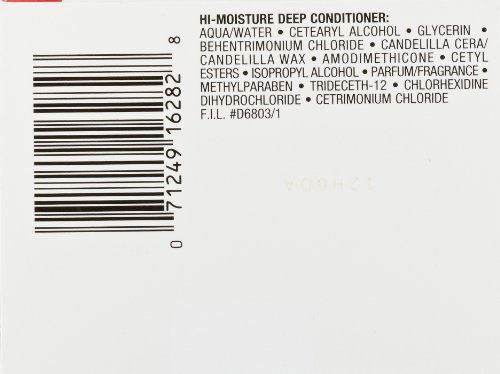 HI-MOISTURE DEEP CONDITIONER:
AQUA/WATER • CETEARYL ALCOHOL • GLYCERIN •
BEHENTRIMONIUM CHLORIDE • CANDELILLA CERA/
CANDELILLA WAX • AMODIMETHICONE • CETYL
ESTERS • ISOPROPYL ALCOHOL • PARFUM/FRAGRANCE •
METHYLPARABEN • TRIDECETH-12 • CHLORHEXIDINE
DIHYDROCHLORIDE • CETRIMONIUM CHLORIDE
F.I.L. #D6803/1
0 71249 16282 8